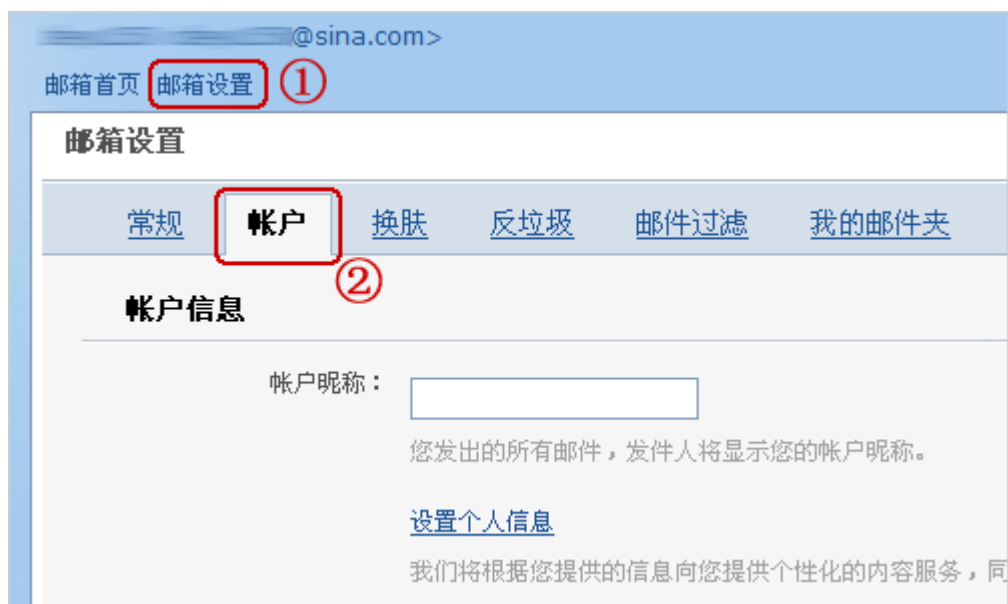 @sina.com>
邮箱首页 邮箱设置 ①
邮箱设置
常规 帐户 换肤 反垃圾 邮件过滤 我的邮件夹
②
帐户信息
帐户昵称：
您发出的所有邮件，发件人将显示您的帐户昵称。
设置个人信息
我们将根据您提供的信息向您提供个性化的内容服务，同